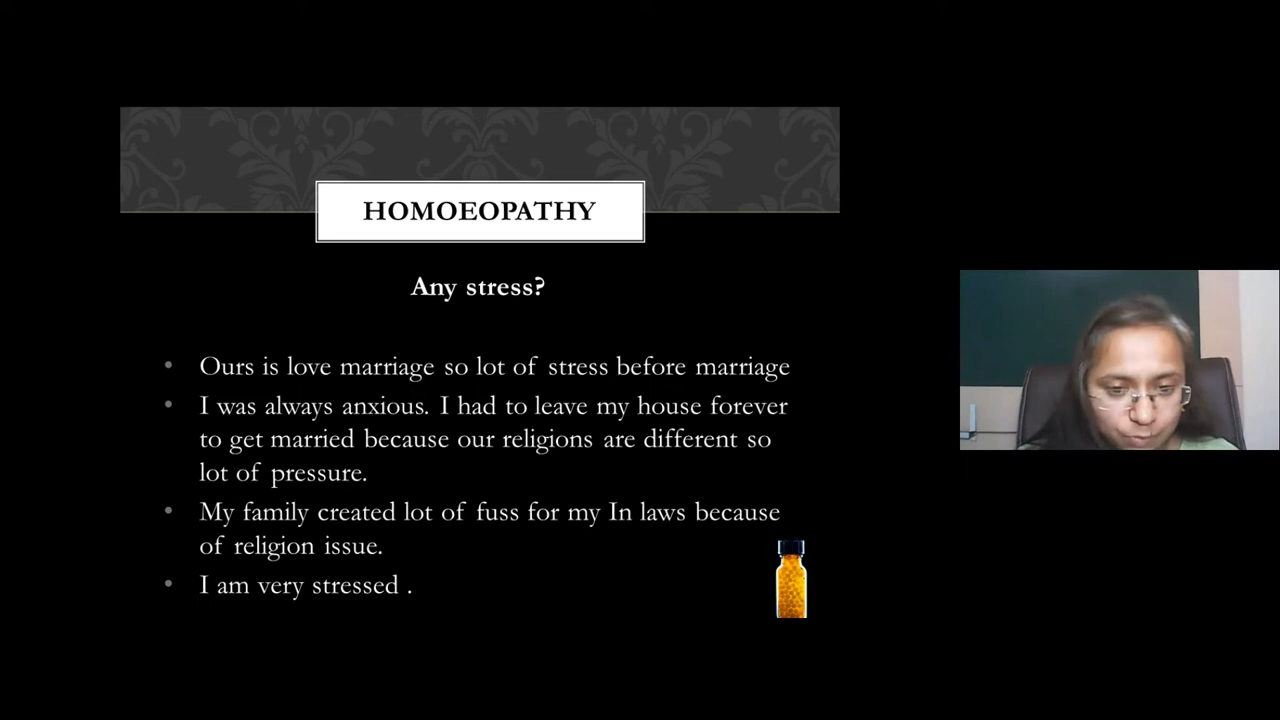 HOMOEOPATHY
Any stress?
• Ours is love marriage so lot of stress before marriage
• I was always anxious. I had to leave my house forever
to get married because our religions are different so
lot of pressure.
• My family created lot of fuss for my In laws because
of religion issue.
• I am very stressed .